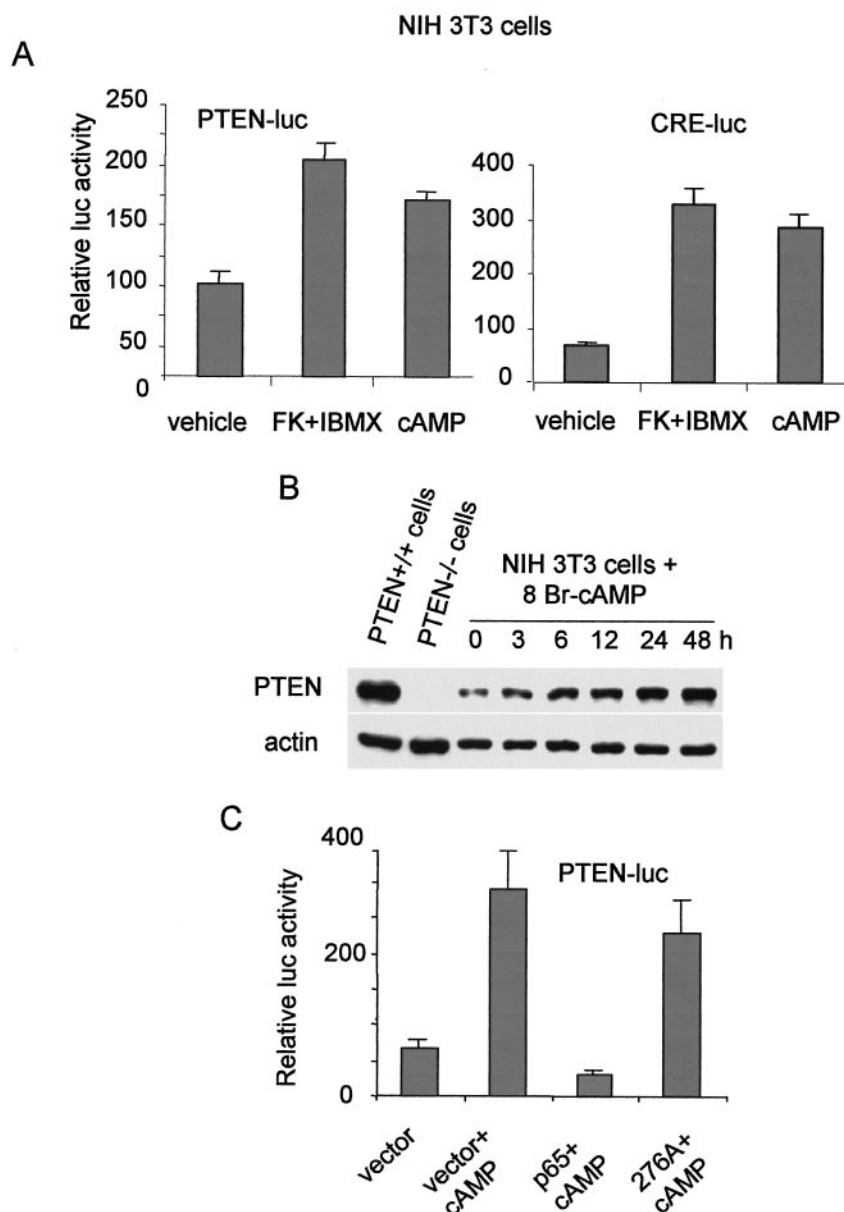 NIH 3T3 cells
A
PTEN-luc
Relative luc activity
250
200
150
100
50
0
vehicle FK+IBMX cAMP
CRE-luc
400
300
200
100
0
vehicle FK+IBMX cAMP
B
PTEN+/+ cells
PTEN-/- cells
NIH 3T3 cells +
8 Br-cAMP
0 3 6 12 24 48 h
PTEN
actin
C
PTEN-luc
Relative luc activity
400
200
0
vector
vector+
cAMP
p65+
cAMP
276A+
cAMP